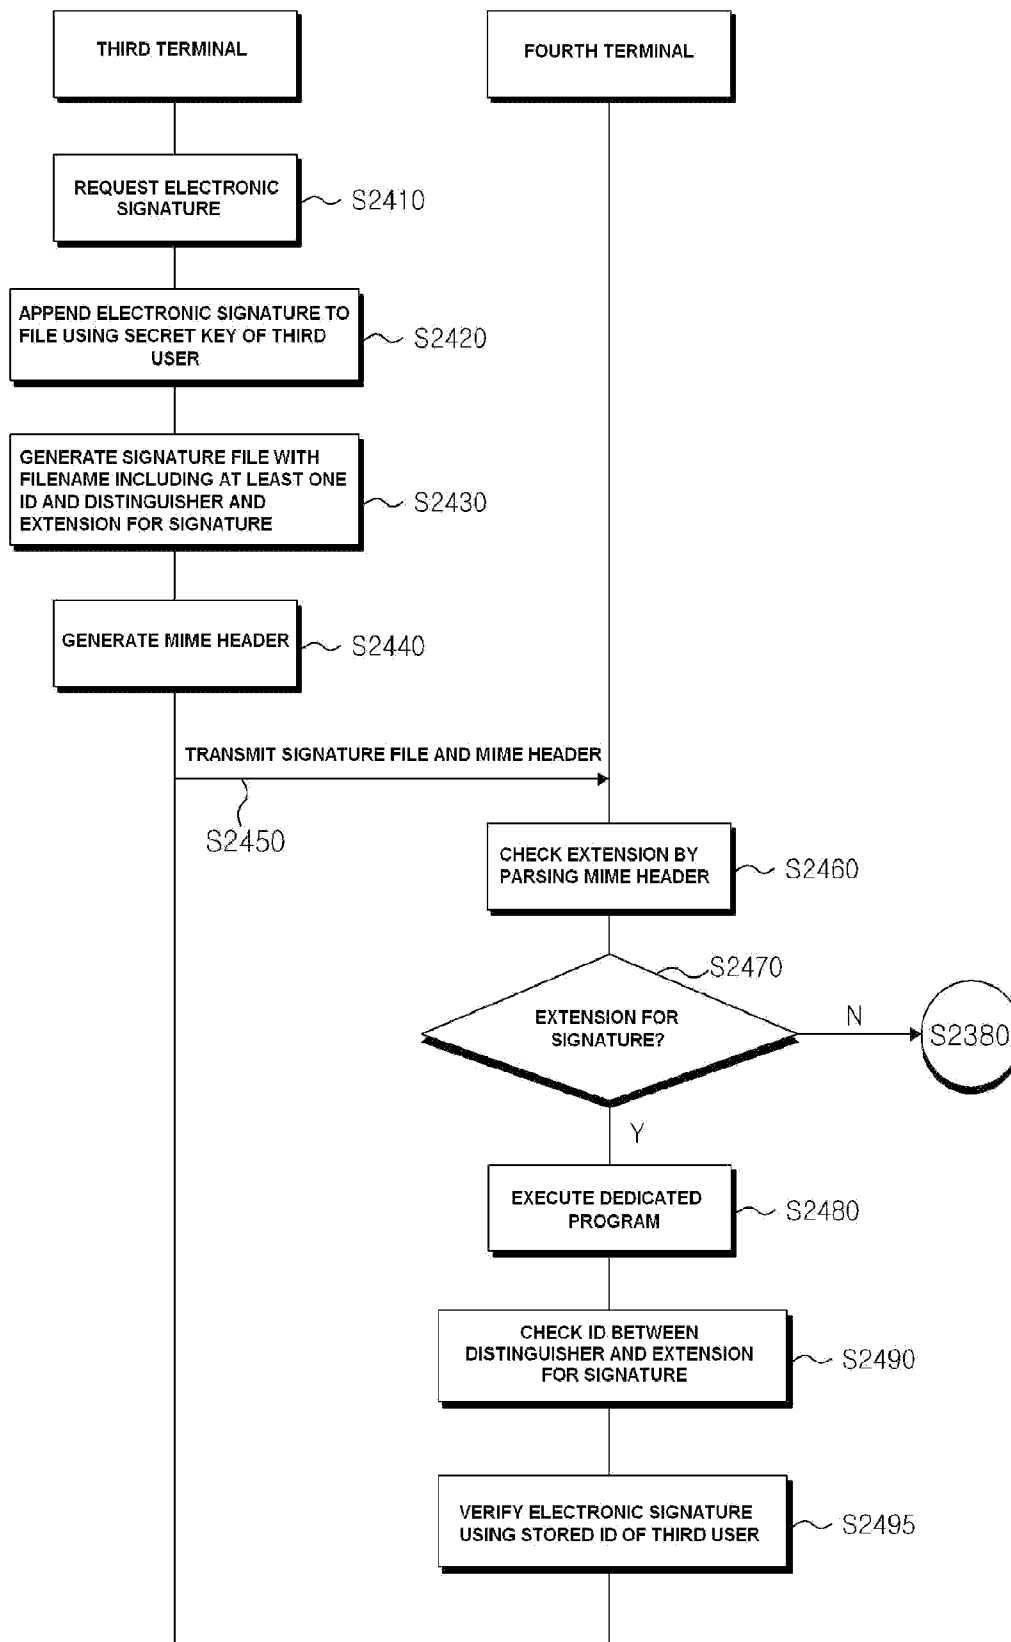 THIRD TERMINAL
FOURTH TERMINAL
REQUEST ELECTRONIC
SIGNATURE
S2410
APPEND ELECTRONIC SIGNATURE TO
FILE USING SECRET KEY OF THIRD
USER
S2420
GENERATE SIGNATURE FILE WITH
FILENAME INCLUDING AT LEAST ONE
ID AND DISTINGUISHER AND
EXTENSION FOR SIGNATURE
S2430
GENERATE MIME HEADER
S2440
TRANSMIT SIGNATURE FILE AND MIME HEADER
S2450
CHECK EXTENSION BY
PARSING MIME HEADER
S2460
S2470
EXTENSION FOR
SIGNATURE?
N
S2380
Y
EXECUTE DEDICATED
PROGRAM
S2480
CHECK ID BETWEEN
DISTINGUISHER AND EXTENSION
FOR SIGNATURE
S2490
VERIFY ELECTRONIC SIGNATURE
USING STORED ID OF THIRD USER
S2495